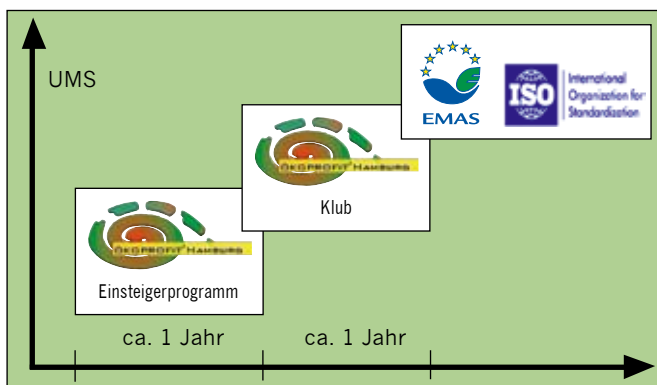 UMS
EMAS
ISO
International
Organization for
Standardization
ÖKOPROFIT HAMBURG
Klub
ÖKOPROFIT HAMBURG
Einsteigerprogramm
ca. 1 Jahr
ca. 1 Jahr